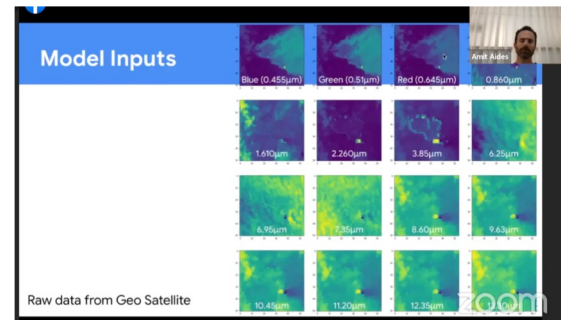 Model Inputs
Amit Aides
Blue (0.455μm)
Green (0.51μm)
Red (0.645μm)
0.860μm
1.610μm
2.260μm
3.85μm
6.25μm
6.95μm
7.35μm
8.60μm
9.63μm
10.45μm
11.20μm
12.35μm
13.30μm
Raw data from Geo Satellite
zoom